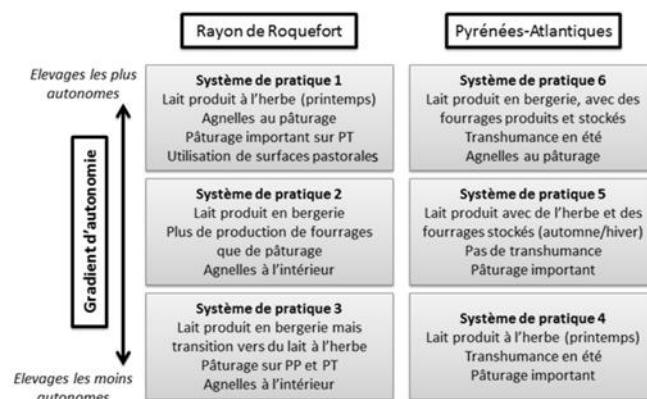 Rayon de Roquefort
Pyrénées-Atlantiques
Elevages les plus
autonomes
Gradient d'autonomie
Elevages les moins
autonomes
Système de pratique 1
Lait produit à l'herbe (printemps)
Agnelles au pâturage
Pâturage important sur PT
Utilisation de surfaces pastorales
Système de pratique 6
Lait produit en bergerie, avec des
fourrages produits et stockés
Transhumance en été
Agnelles au pâturage
Système de pratique 2
Lait produit en bergerie
Plus de production de fourrages
que de pâturage
Agnelles à l'intérieur
Système de pratique 5
Lait produit avec de l'herbe et des
fourrages stockés (automne/hiver)
Pas de transhumance
Pâturage important
Système de pratique 3
Lait produit en bergerie mais
transition vers du lait à l'herbe
Pâturage sur PP et PT
Agnelles à l'intérieur
Système de pratique 4
Lait produit à l'herbe (printemps)
Transhumance en été
Pâturage important